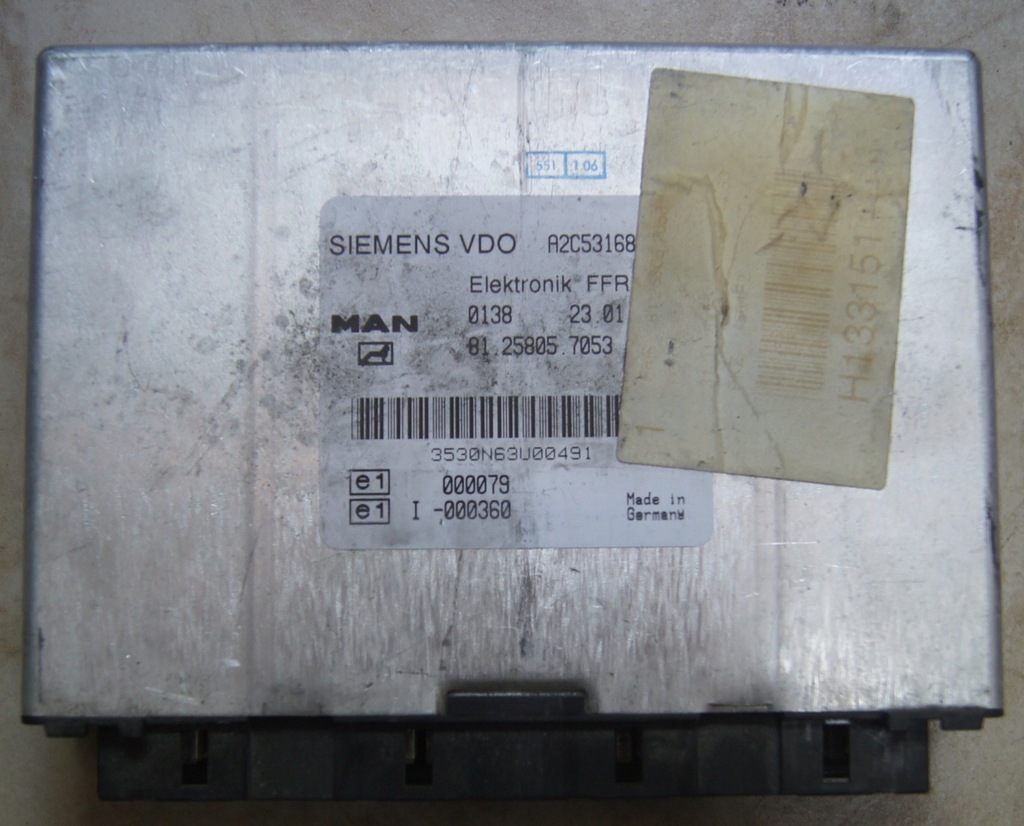 551 1 06
SIEMENS VDO A2C53168
Elektronik FFR
MAN 0138 23.01
81.25805.7053
3530N63U00491
e1 000079
e1 I -000360
Made in
Germany
H133151